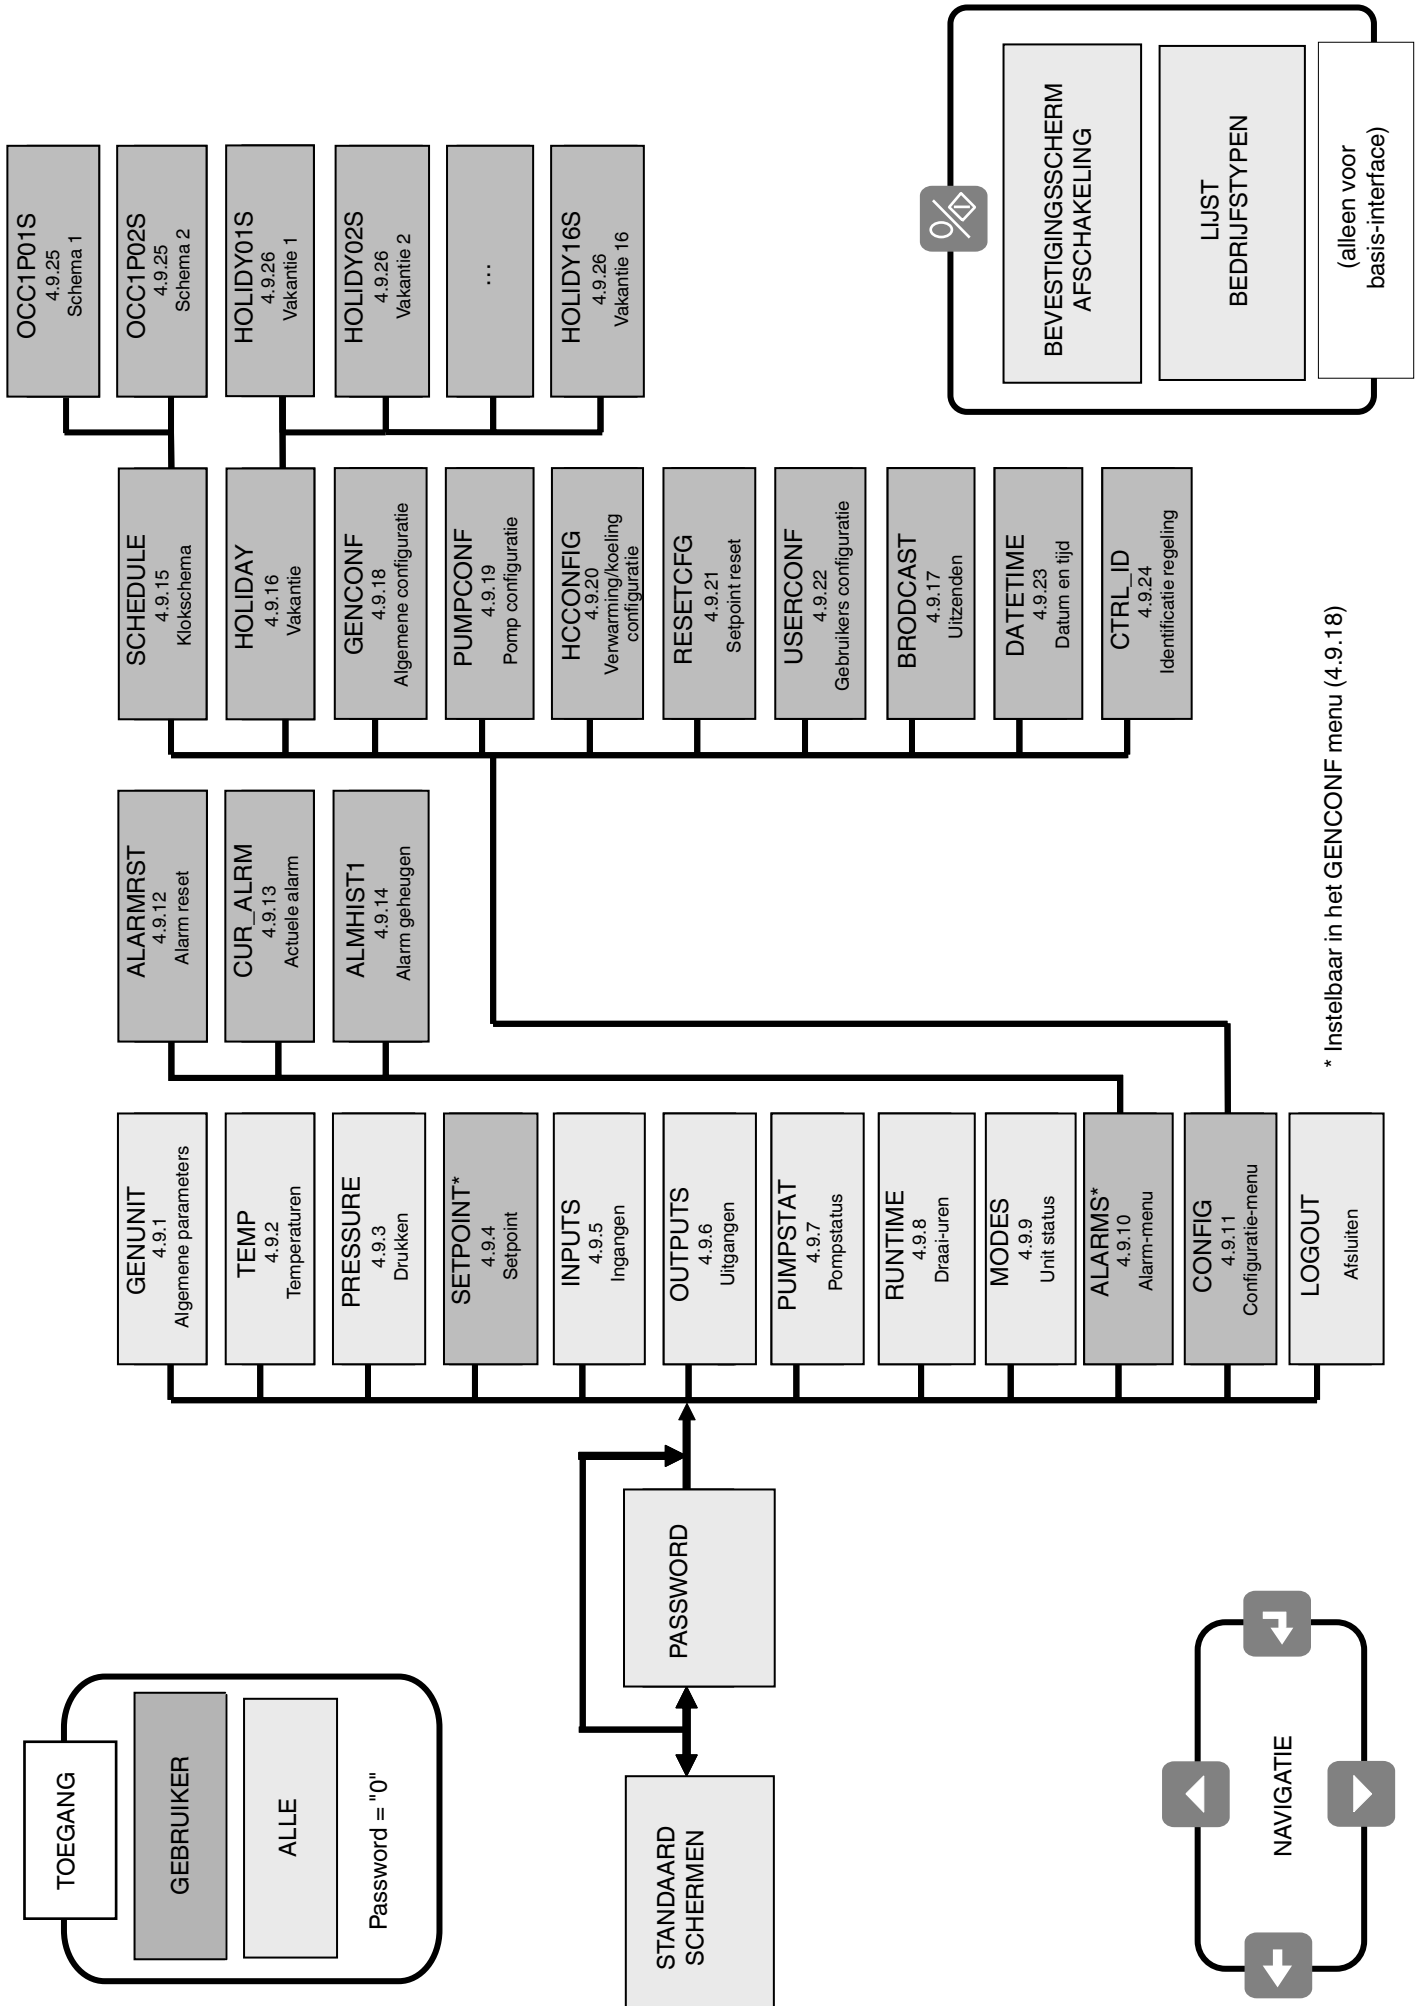 TOEGANG
GEBRUIKER
ALLE
Password = "0"
STANDAARD
SCHERMEN
PASSWORD
GENUNIT
4.9.1
Algemene parameters
TEMP
4.9.2
Temperaturen
PRESSURE
4.9.3
Drukken
SETPOINT*
4.9.4
Setpoint
INPUTS
4.9.5
Ingangen
OUTPUTS
4.9.6
Uitgangen
PUMPSTAT
4.9.7
Pompstatus
RUNTIME
4.9.8
Draai-uren
MODES
4.9.9
Unit status
ALARMS*
4.9.10
Alarm-menu
CONFIG
4.9.11
Configuratie-menu
LOGOUT
Afsluiten
ALARMRST
4.9.12
Alarm reset
CUR_ALRM
4.9.13
Actuele alarm
ALMHIST1
4.9.14
Alarm geheugen
SCHEDULE
4.9.15
Klokschema
HOLIDAY
4.9.16
Vakantie
GENCONF
4.9.18
Algemene configuratie
PUMPCONF
4.9.19
Pomp configuratie
HCCONFIG
4.9.20
Verwarming/koeling
configuratie
RESETCFG
4.9.21
Setpoint reset
USERCONF
4.9.22
Gebruikers configuratie
BRODCAST
4.9.17
Uitzenden
DATETIME
4.9.23
Datum en tijd
CTRL_ID
4.9.24
Identificatie regeling
OCC1P01S
4.9.25
Schema 1
OCC1P02S
4.9.25
Schema 2
HOLIDY01S
4.9.26
Vakantie 1
HOLIDY02S
4.9.26
Vakantie 2
...
HOLIDY16S
4.9.26
Vakantie 16
NAVIGATIE
* Instelbaar in het GENCONF menu (4.9.18)
BEVESTIGINGSSCHERM
AFSCHAKELING
LIJST
BEDRIJFSTYPEN
(alleen voor
basis-interface)